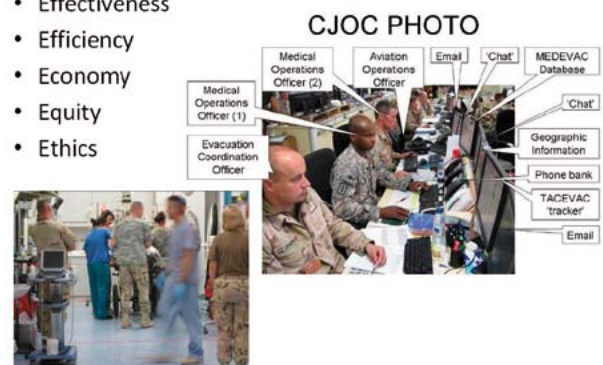 • Effectiveness
• Efficiency
• Economy
• Equity
• Ethics
CJOC PHOTO
Medical
Operations
Officer (2)
Aviation
Operations
Officer
Email
'Chat'
MEDEVAC
Database
Medical
Operations
Officer (1)
'Chat'
Evacuation
Coordination
Officer
Geographic
Information
Phone bank
TACEVAC
'tracker'
Email